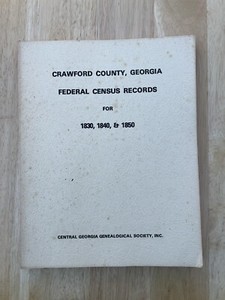 CRAWFORD COUNTY, GEORGIA
FEDERAL CENSUS RECORDS
FOR
1830, 1840, & 1850
CENTRAL GEORGIA GENEALOGICAL SOCIETY, INC.